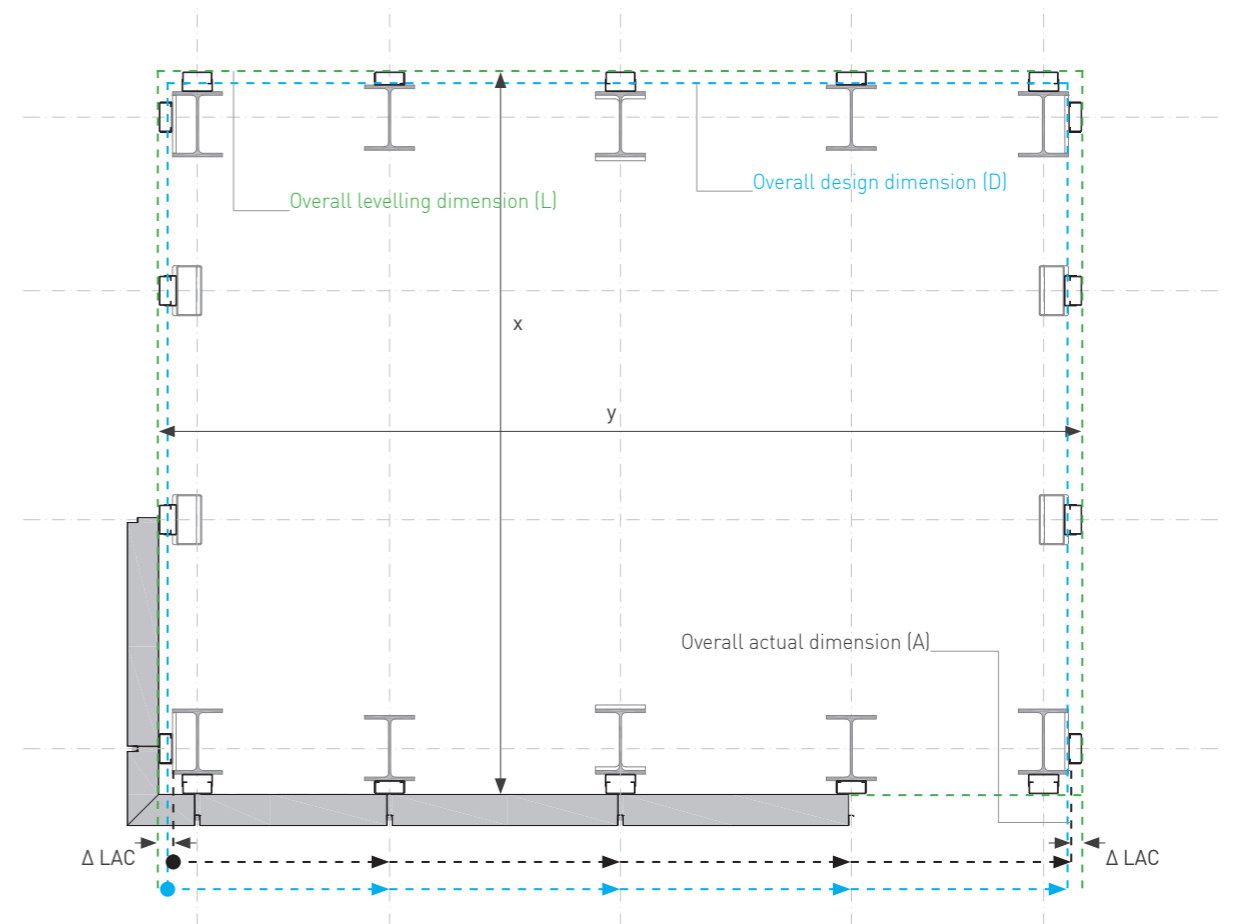 Overall design dimension (D)
Overall levelling dimension (L)
x
y
Overall actual dimension (A)
Δ LAC
Δ LAC